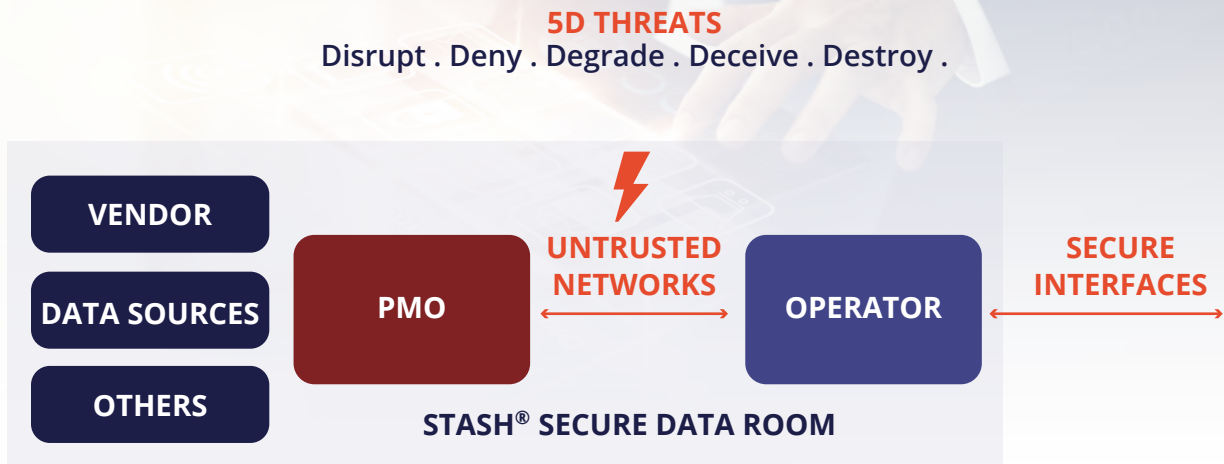 5D THREATS
Disrupt . Deny . Degrade . Deceive . Destroy .
VENDOR
DATA SOURCES
OTHERS
PMO
UNTRUSTED
NETWORKS
OPERATOR
SECURE
INTERFACES
STASH® SECURE DATA ROOM